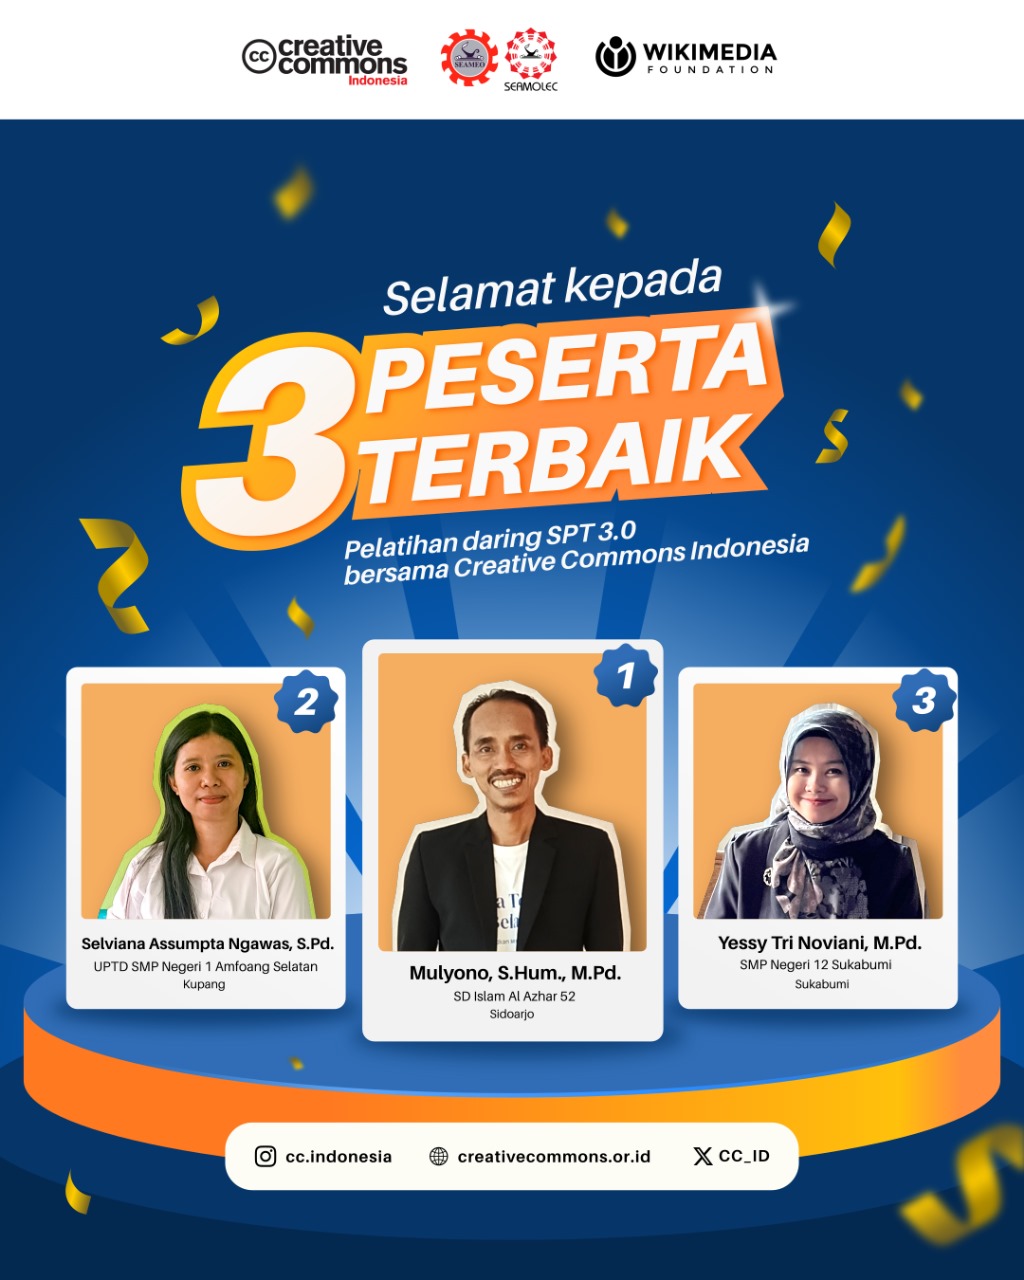 creative
commons
Indonesia
SEAMEO
SEAMOLEC
WIKIMEDIA
FOUNDATION
Selamat kepada
3 PESERTA
TERBAIK
Pelatihan daring SPT 3.0
bersama Creative Commons Indonesia
2
Selviana Assumpta Ngawas, S.Pd.
UPTD SMP Negeri 1 Amfoang Selatan
Kupang
1
Mulyono, S.Hum., M.Pd.
SD Islam Al Azhar 52
Sidoarjo
3
Yessy Tri Noviani, M.Pd.
SMP Negeri 12 Sukabumi
Sukabumi
cc.indonesia
creativecommons.or.id
CC_ID